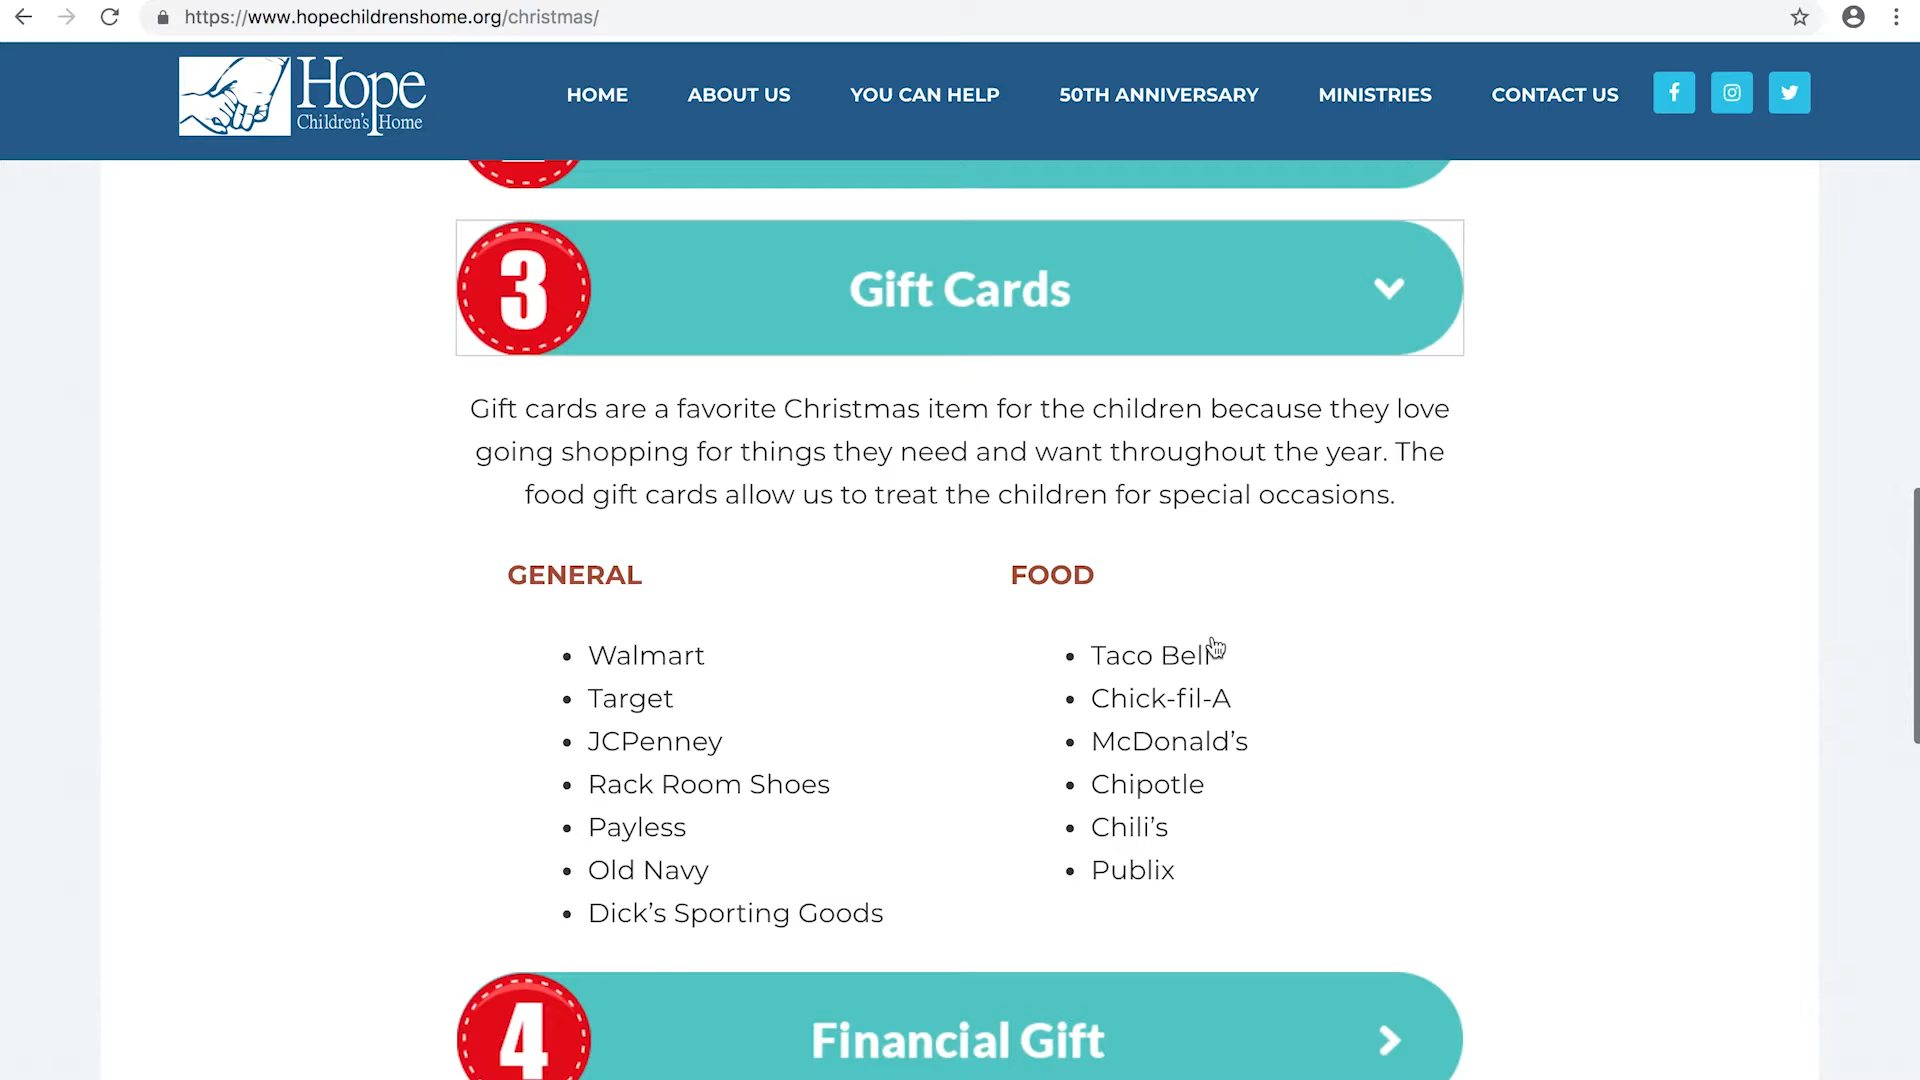 https://www.hopechildrenshome.org/christmas/
Hope
Children's Home
HOME
ABOUT US
YOU CAN HELP
50TH ANNIVERSARY
MINISTRIES
CONTACT US
3
Gift Cards
Gift cards are a favorite Christmas item for the children because they love
going shopping for things they need and want throughout the year. The
food gift cards allow us to treat the children for special occasions.
GENERAL
Walmart
Target
JCPenney
Rack Room Shoes
Payless
Old Navy
Dick’s Sporting Goods
FOOD
Taco Bell
Chick-fil-A
McDonald’s
Chipotle
Chili’s
Publix
4
Financial Gift